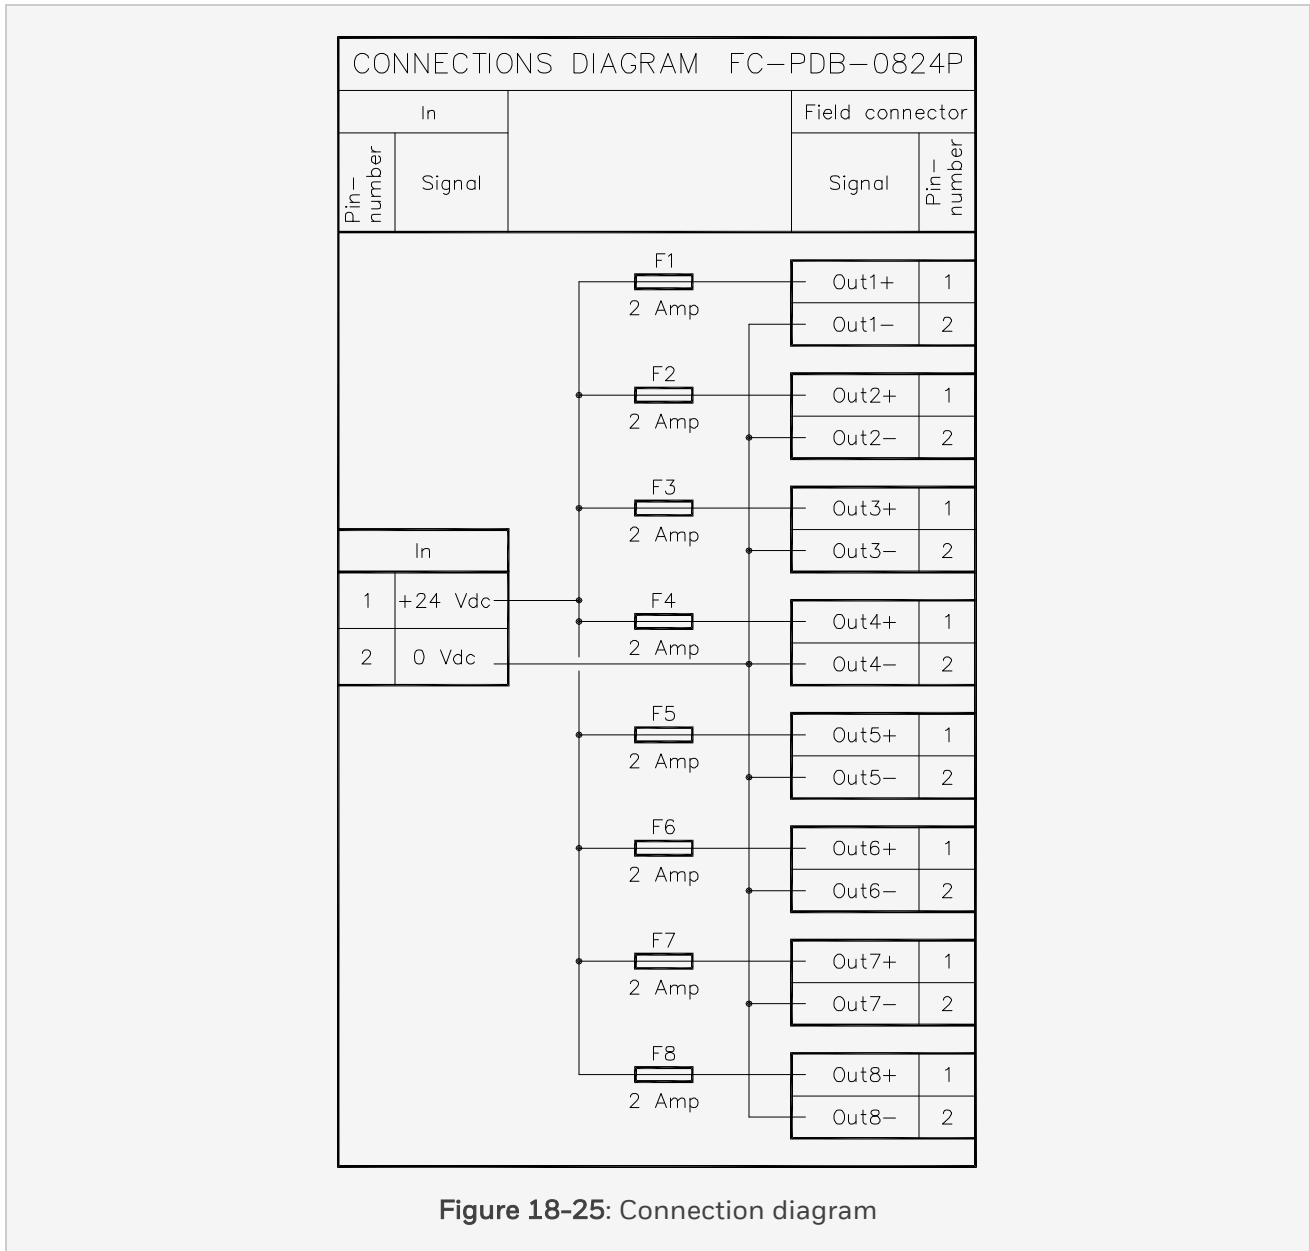 CONNECTIONS DIAGRAM FC-PDB-0824P
In
Field connector
Pin-
number
Signal
Signal
Pin-
number
F1
2 Amp
Out1+ 1
Out1- 2
F2
2 Amp
Out2+ 1
Out2- 2
F3
2 Amp
Out3+ 1
Out3- 2
In
1 +24 Vdc
2 0 Vdc
F4
2 Amp
Out4+ 1
Out4- 2
F5
2 Amp
Out5+ 1
Out5- 2
F6
2 Amp
Out6+ 1
Out6- 2
F7
2 Amp
Out7+ 1
Out7- 2
F8
2 Amp
Out8+ 1
Out8- 2
Figure 18-25: Connection diagram